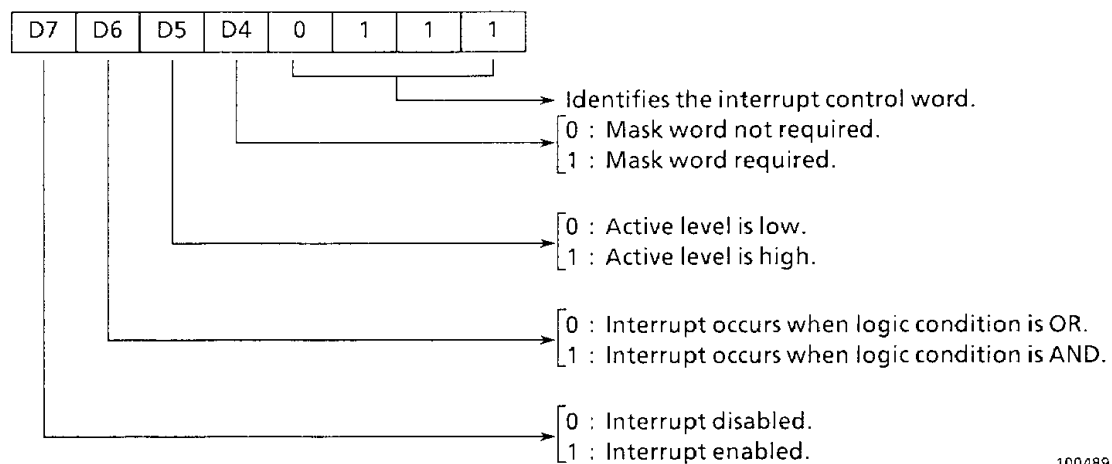 D7 D6 D5 D4 0 1 1 1
Identifies the interrupt control word.
0 : Mask word not required.
1 : Mask word required.
0 : Active level is low.
1 : Active level is high.
0 : Interrupt occurs when logic condition is OR.
1 : Interrupt occurs when logic condition is AND.
0 : Interrupt disabled.
1 : Interrupt enabled.
100489